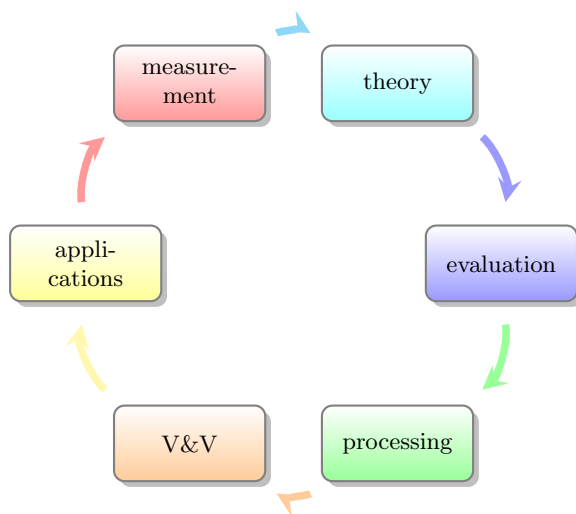 measure-
ment
theory
evaluation
processing
V&V
appli-
cations